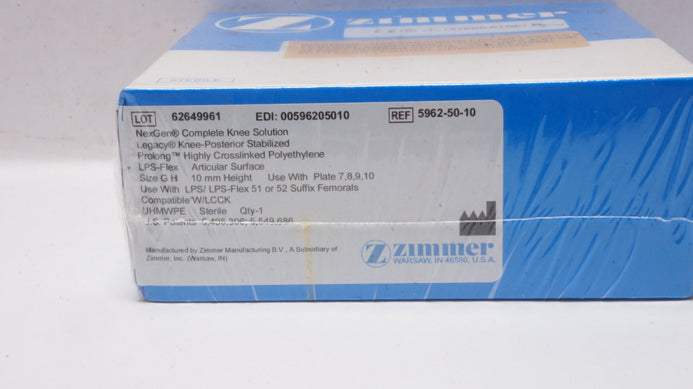 zimmer
STERILE
LOT 62649961 EDI: 00596205010 REF 5962-50-10
NexGen® Complete Knee Solution
Legacy® Knee-Posterior Stabilized
Prolong™ Highly Crosslinked Polyethylene
LPS-Flex Articular Surface
Size G H 10 mm Height Use With Plate 7,8,9,10
Use With LPS/ LPS-Flex 51 or 52 Suffix Femorals
Compatible W/LCCK
UHMWPE Sterile Qty-1
U.S. Patents
Manufactured by Zimmer Manufacturing B.V., A Subsidiary of
Zimmer, Inc. (Warsaw, IN)
zimmer
WARSAW, IN 46580, U.S.A.